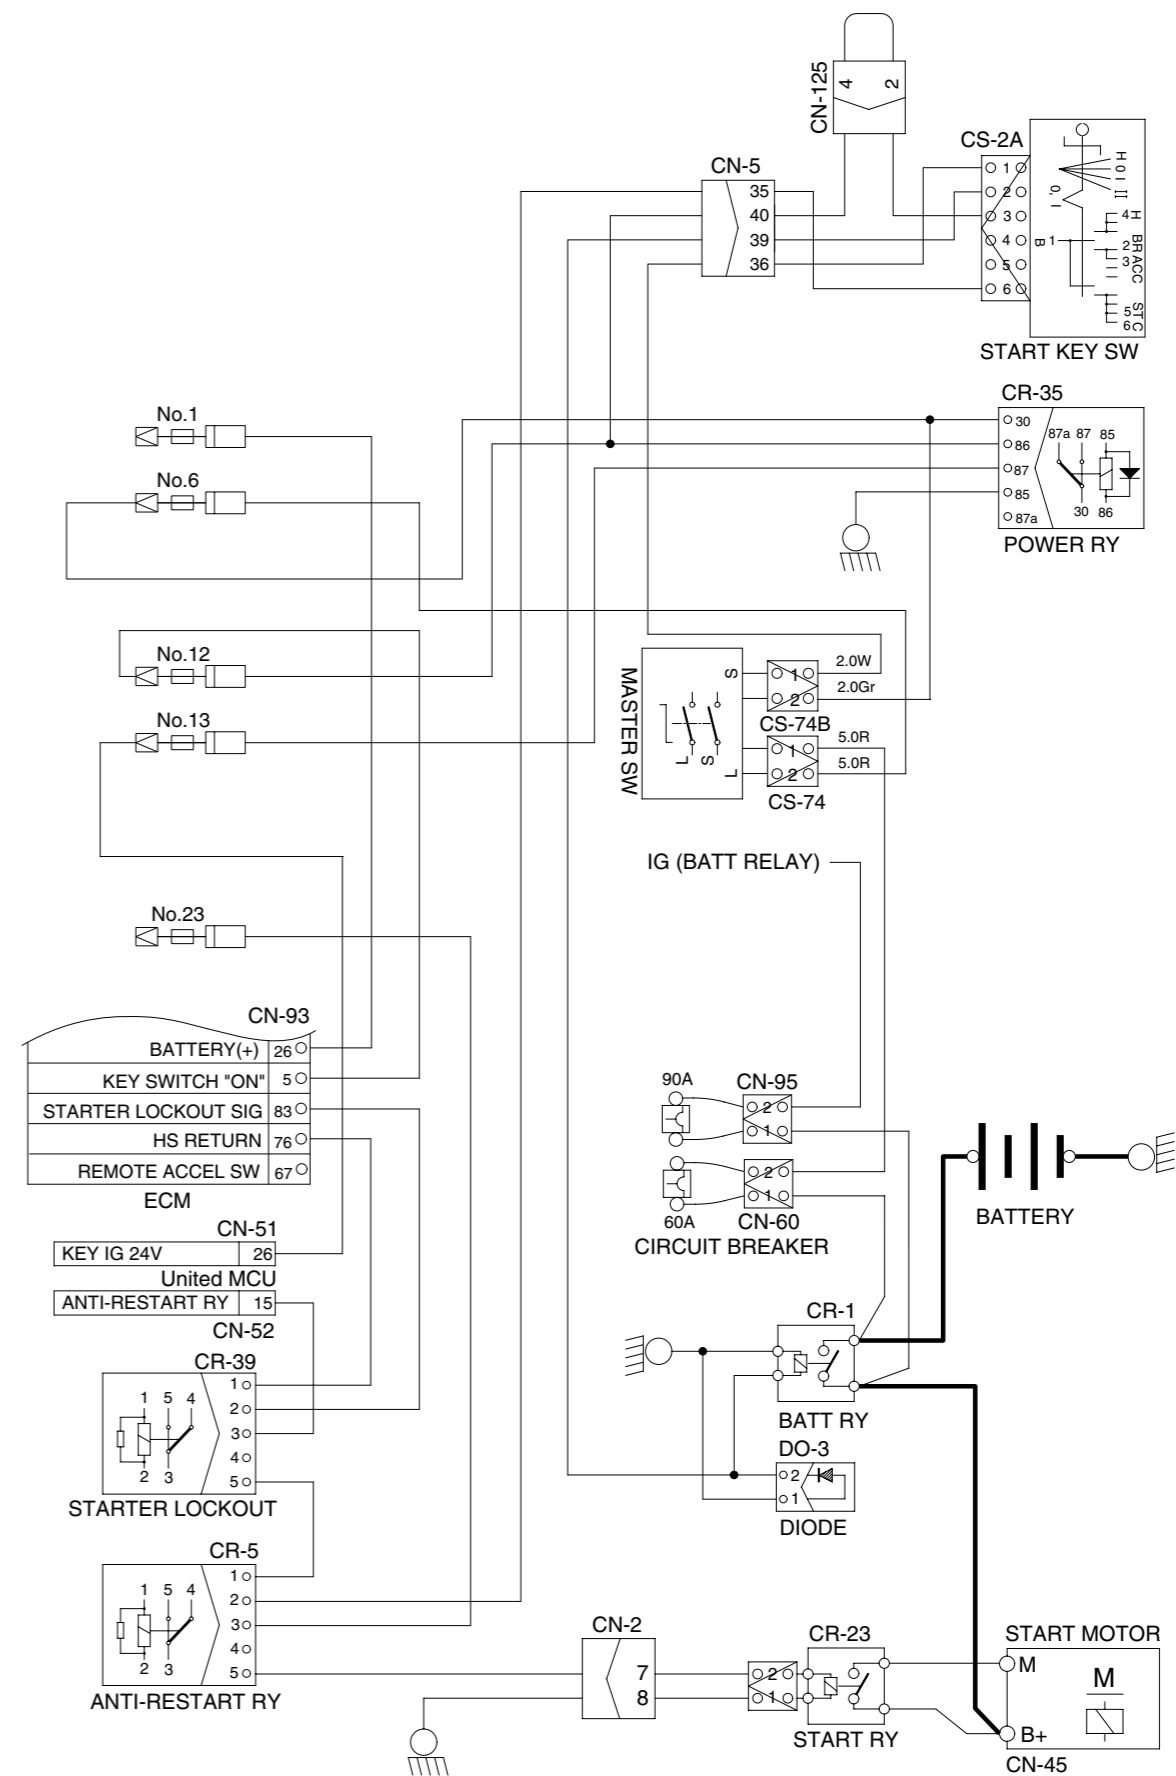 CN-125
4 2
CS-2A
CN-5
35
40
39
36
1
2
3
4
5
6
H 0 I II
0, I
B 1
4 H
BR ACC
2
3
ST C
5
6
START KEY SW
CR-35
30
86
87
85
87a
87a 87 85
30 86
POWER RY
No.1
No.6
No.12
No.13
No.23
MASTER SW
S
L
L S
1
2
2.0W
2.0Gr
CS-74B
1
2
5.0R
5.0R
CS-74
IG (BATT RELAY)
CN-93
BATTERY(+) 26
KEY SWITCH "ON" 5
STARTER LOCKOUT SIG 83
HS RETURN 76
REMOTE ACCEL SW 67
ECM
CN-51
KEY IG 24V 26
United MCU
ANTI-RESTART RY 15
CN-52
90A
CN-95
2
1
2
1
60A
CN-60
CIRCUIT BREAKER
BATTERY
CR-1
BATT RY
DO-3
2
1
DIODE
CR-39
1
2
3
4
5
1 5 4
2 3
STARTER LOCKOUT
CR-5
1
2
3
4
5
1 5 4
2 3
ANTI-RESTART RY
CN-2
7
8
2
1
CR-23
START RY
START MOTOR
M
M
B+
CN-45